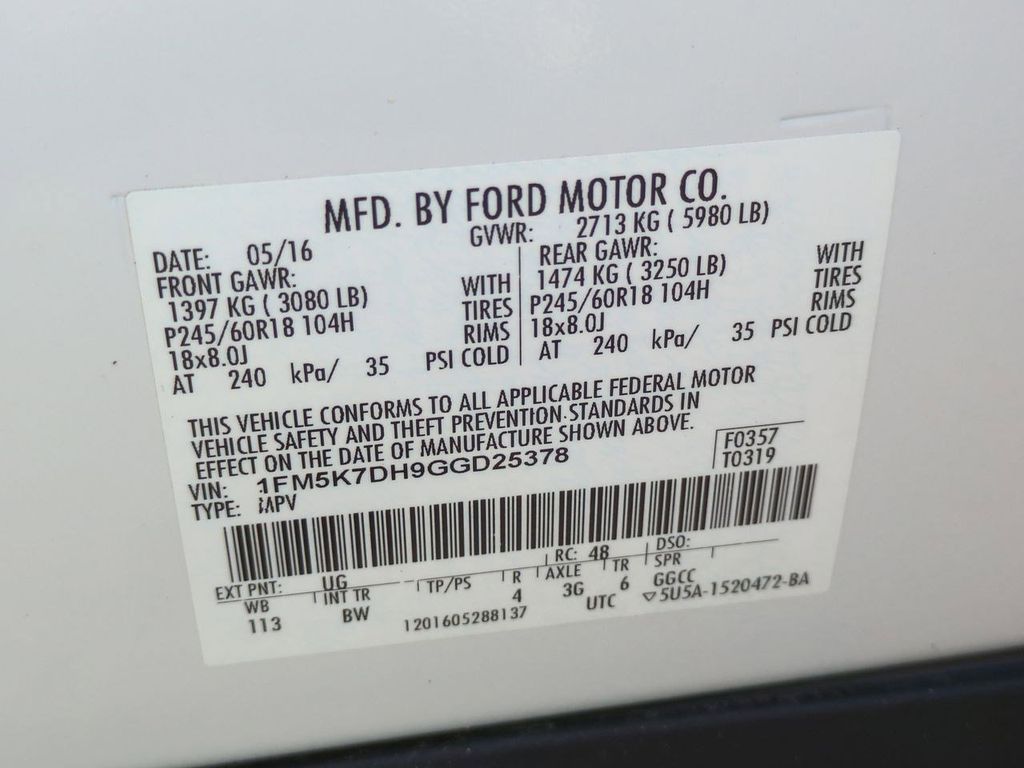 MFD. BY FORD MOTOR CO.
DATE: 05/16 GVWR: 2713 KG ( 5980 LB)
FRONT GAWR: REAR GAWR:
1397 KG ( 3080 LB) WITH 1474 KG ( 3250 LB) WITH
P245/60R18 104H TIRES P245/60R18 104H TIRES
18x8.0J RIMS 18x8.0J RIMS
AT 240 kPa/ 35 PSI COLD AT 240 kPa/ 35 PSI COLD
THIS VEHICLE CONFORMS TO ALL APPLICABLE FEDERAL MOTOR
VEHICLE SAFETY AND THEFT PREVENTION STANDARDS IN
EFFECT ON THE DATE OF MANUFACTURE SHOWN ABOVE.
VIN: 1FM5K7DH9GGD25378 F0357
TYPE: MPV T0319
EXT PNT: UG RC: 48 DSO:
WB INT TR TP/PS R AXLE TR SPR
113 BW 4 3G 6 GGCC
1201605288137 UTC ▽5U5A-1520472-BA